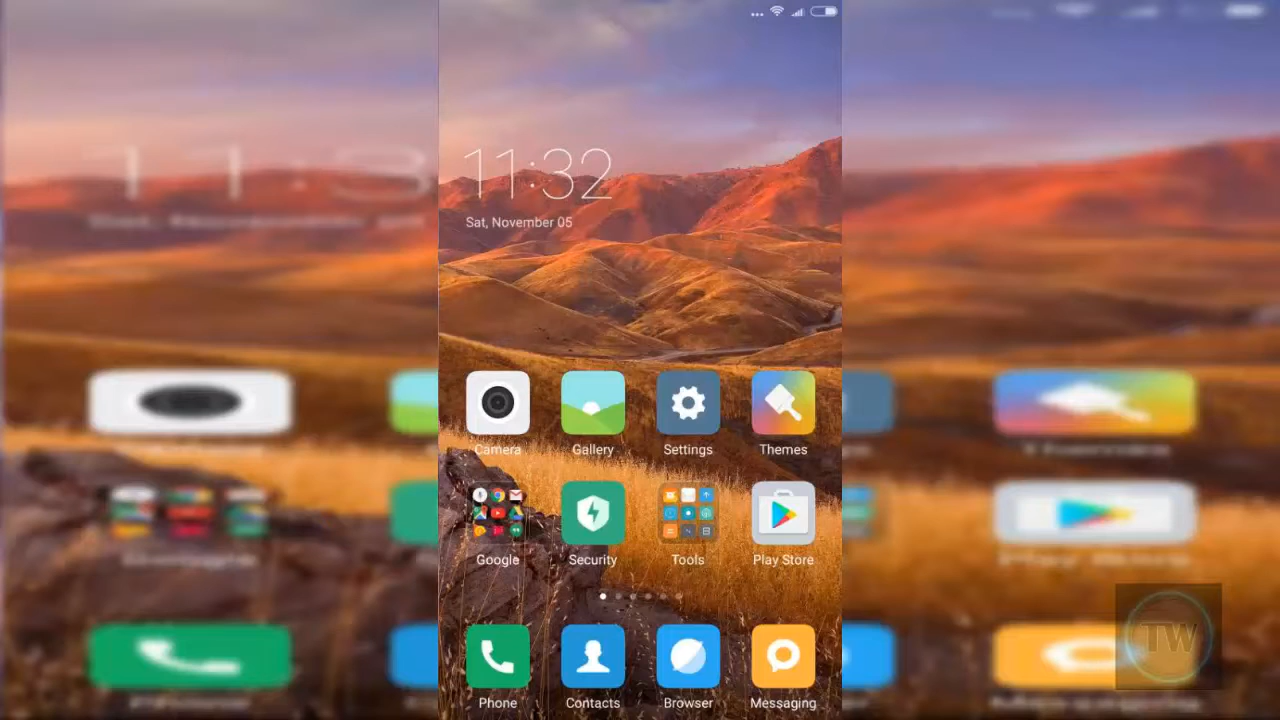 11:32
Sat, November 05
Camera Gallery Settings Themes
Google Security Tools Play Store
Phone Contacts Browser Messaging
TW